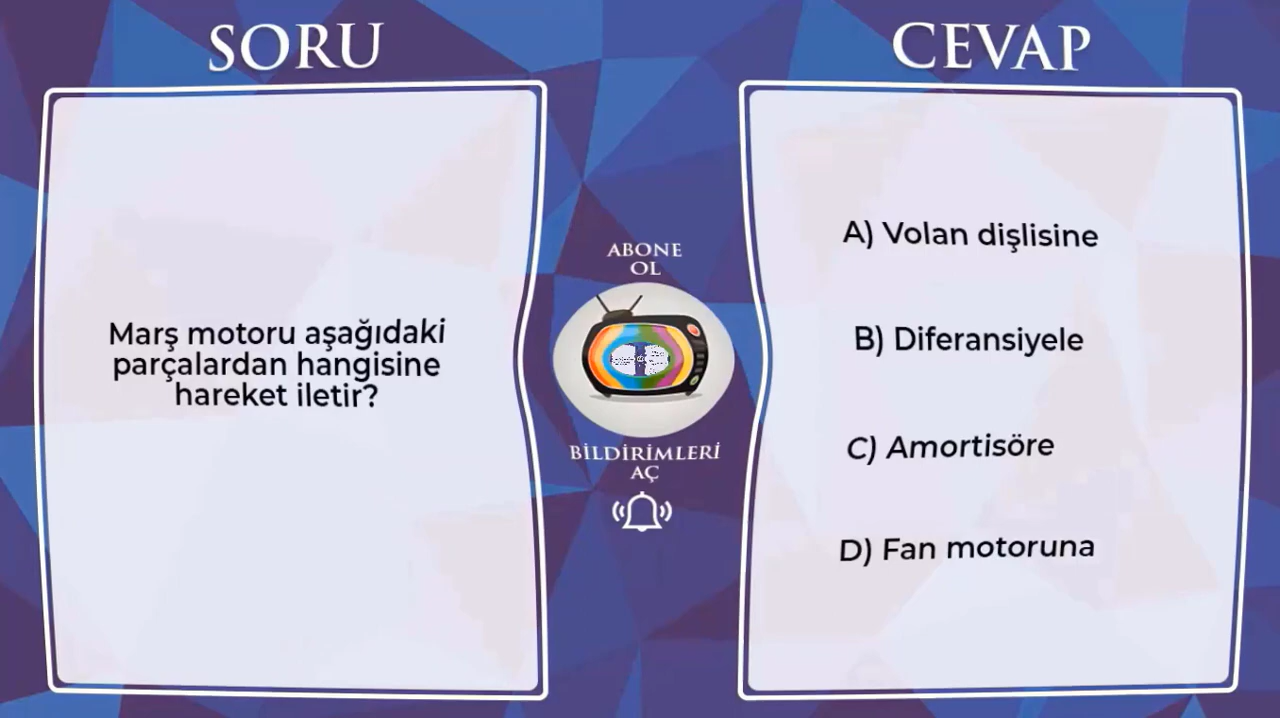 SORU
Marş motoru aşağıdaki
parçalardan hangisine
hareket iletir?
ABONE
OL
BİLDİRİMLERİ
AÇ
CEVAP
A) Volan dişlisine
B) Diferansiyele
C) Amortisöre
D) Fan motoruna